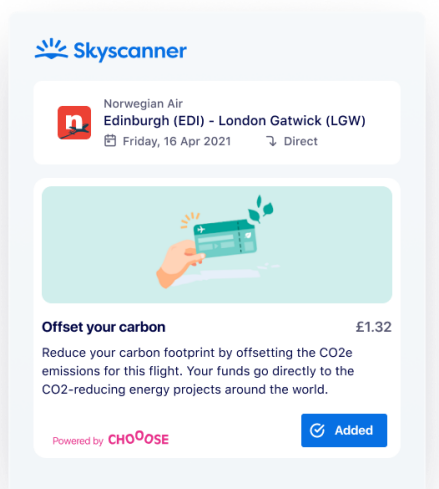 Skyscanner
n
Norwegian Air
Edinburgh (EDI) - London Gatwick (LGW)
Friday, 16 Apr 2021 Direct
Offset your carbon £1.32
Reduce your carbon footprint by offsetting the CO2e
emissions for this flight. Your funds go directly to the
CO2-reducing energy projects around the world.
Powered by CHOOOSE
Added